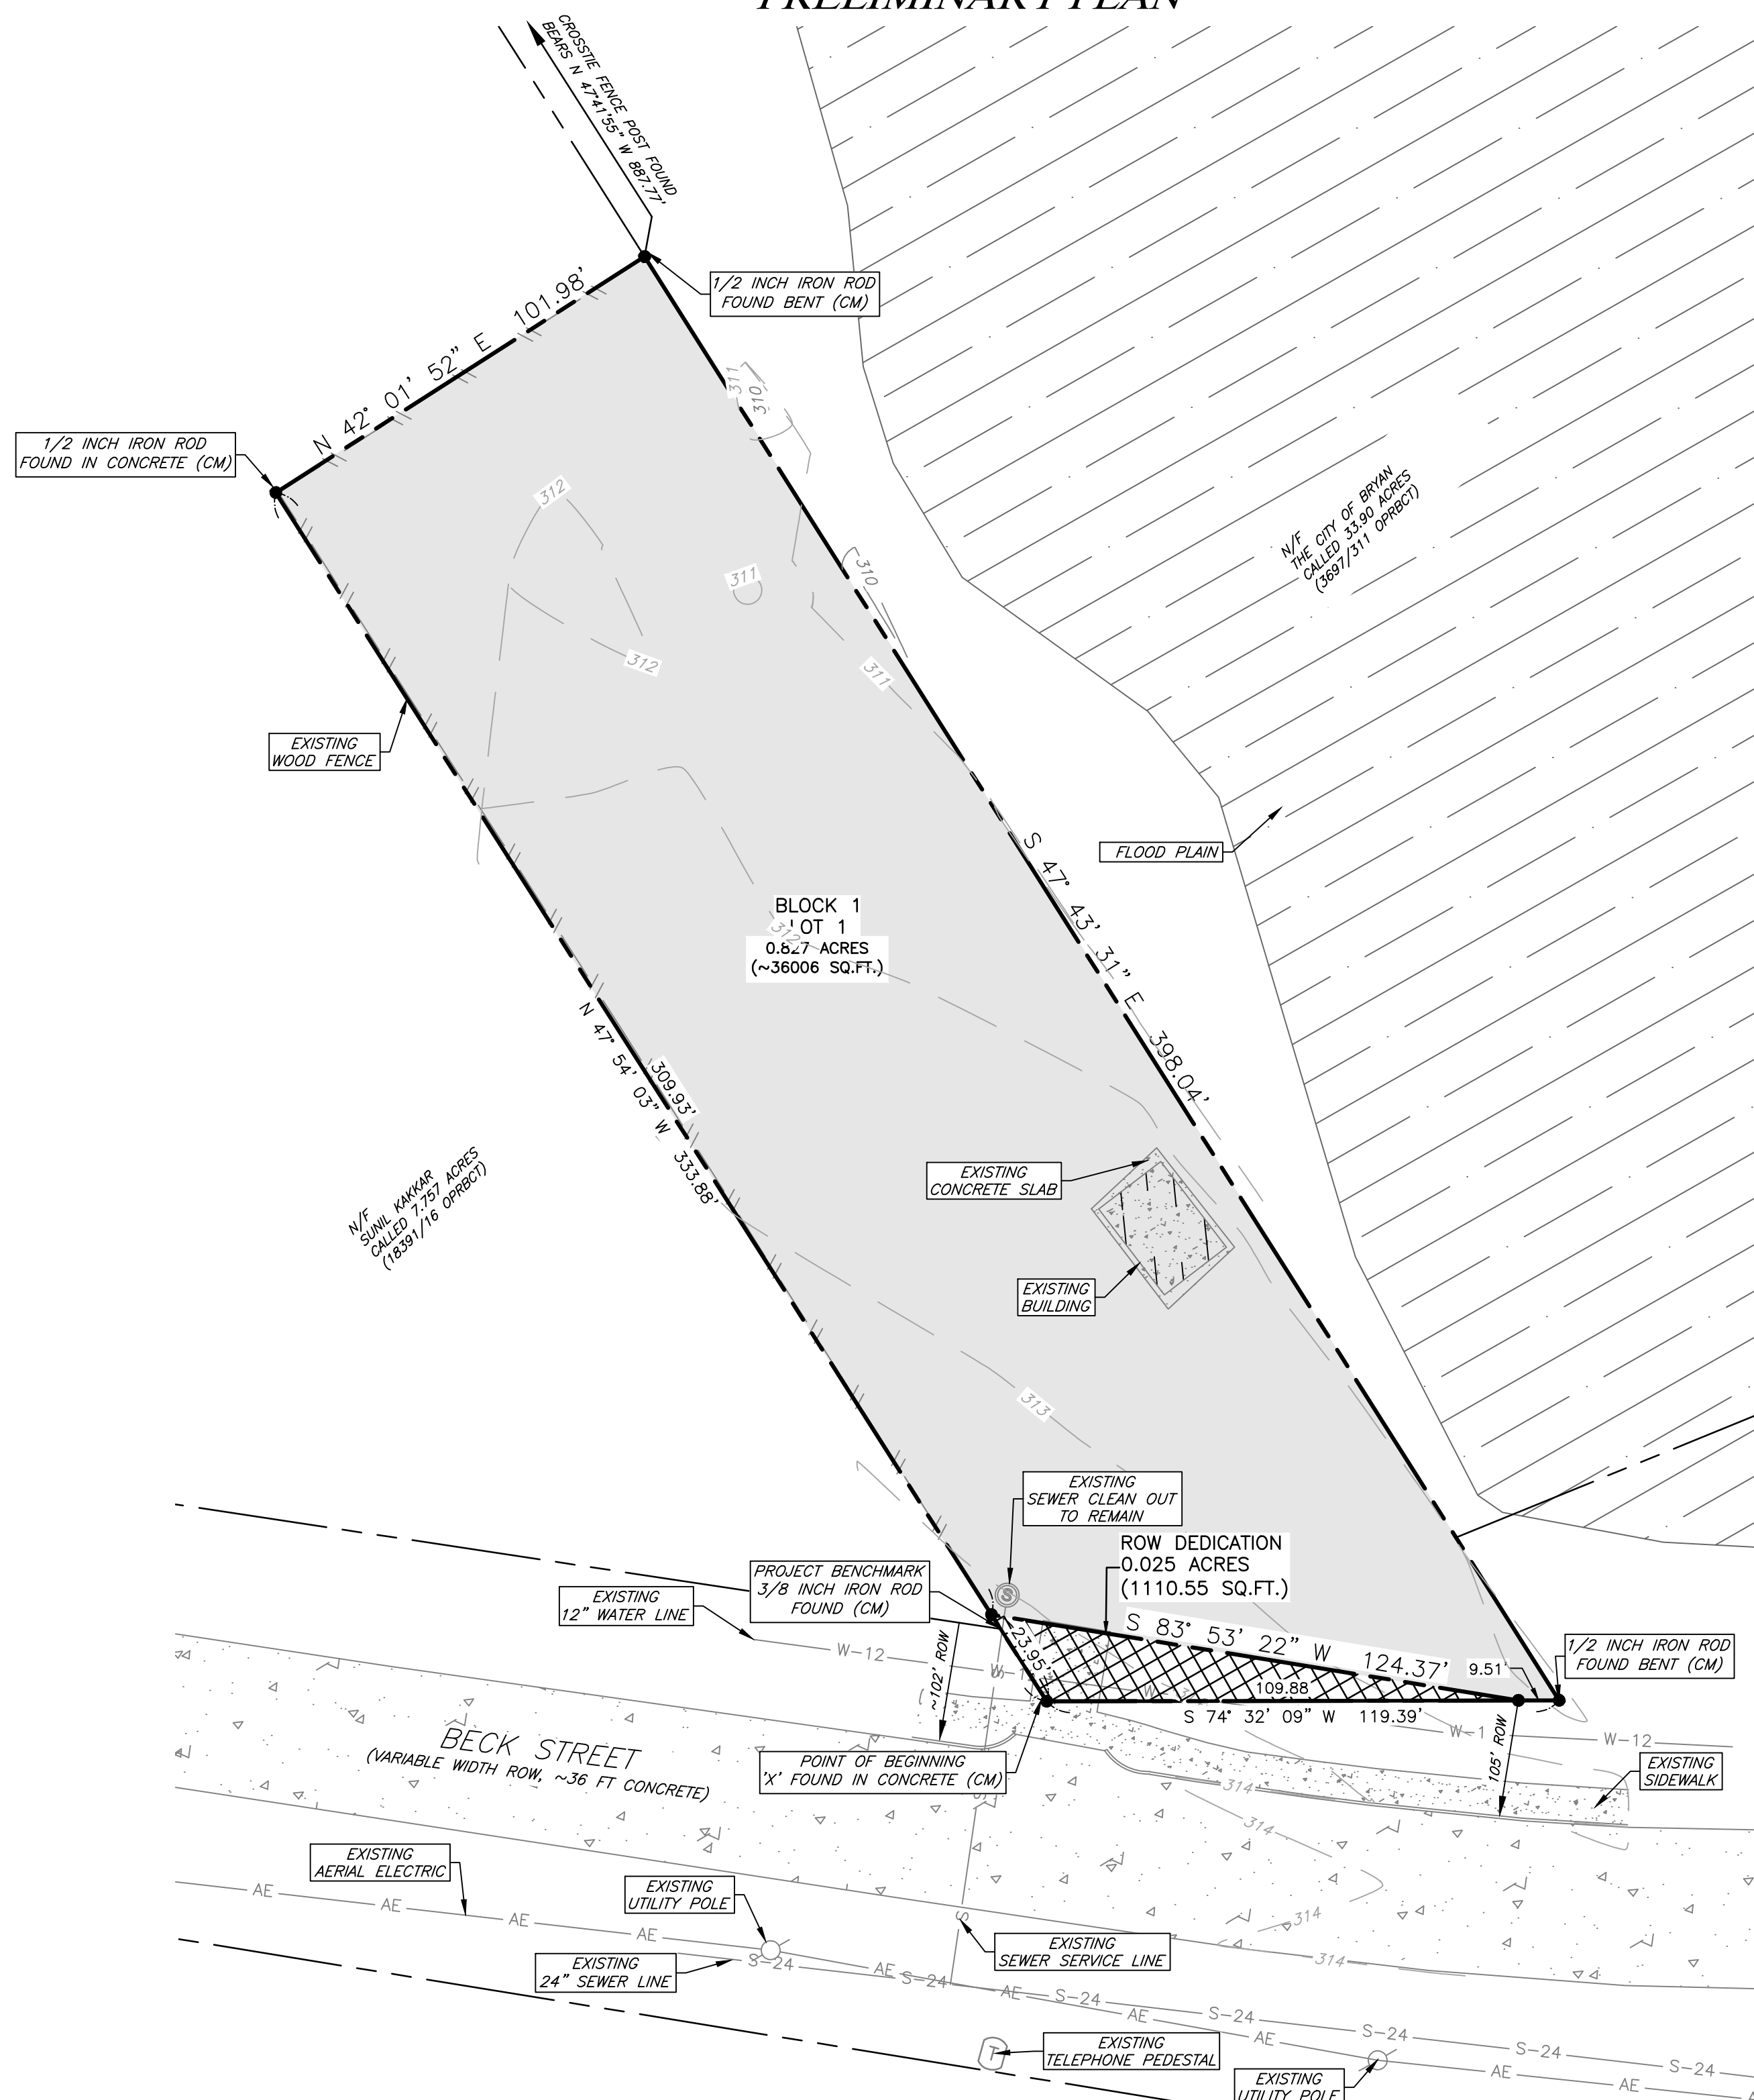 PRELIMINARY PLAN
CROSSTIE FENCE POST FOUND
BEARS N 47°41'55" W 887.77'
1/2 INCH IRON ROD
FOUND BENT (CM)
N 42° 01' 52" E 101.98'
1/2 INCH IRON ROD
FOUND IN CONCRETE (CM)
311
310
312
311
310
312
311
N/F
THE CITY OF BRYAN
CALLED 33.90 ACRES
(3697/311 OPRBCT)
EXISTING
WOOD FENCE
FLOOD PLAIN
S 47° 43' 31" E 398.04'
BLOCK 1
LOT 1
312
0.827 ACRES
(~36006 SQ.FT.)
309.93'
N 47° 54' 03" W 333.88'
N/F
SUNIL KAKKAR
CALLED 7.757 ACRES
(18391/16 OPRBCT)
EXISTING
CONCRETE SLAB
EXISTING
BUILDING
313
EXISTING
SEWER CLEAN OUT
TO REMAIN
S
ROW DEDICATION
0.025 ACRES
(1110.55 SQ.FT.)
PROJECT BENCHMARK
3/8 INCH IRON ROD
FOUND (CM)
EXISTING
12" WATER LINE
W-12
~102' ROW
23.95'
S 83° 53' 22" W 124.37'
9.51'
1/2 INCH IRON ROD
FOUND BENT (CM)
109.88
S 74° 32' 09" W 119.39'
W-1
W-12
105' ROW
BECK STREET
(VARIABLE WIDTH ROW, ~36 FT CONCRETE)
POINT OF BEGINNING
'X' FOUND IN CONCRETE (CM)
EXISTING
SIDEWALK
314
314
314
314
EXISTING
AERIAL ELECTRIC
EXISTING
UTILITY POLE
AE
AE
AE
AE
AE
AE
AE
AE
AE
AE
S
EXISTING
SEWER SERVICE LINE
EXISTING
24" SEWER LINE
S-24
S-24
S-24
S-24
S-24
S-24
S-24
T
EXISTING
TELEPHONE PEDESTAL
EXISTING
UTILITY POLE